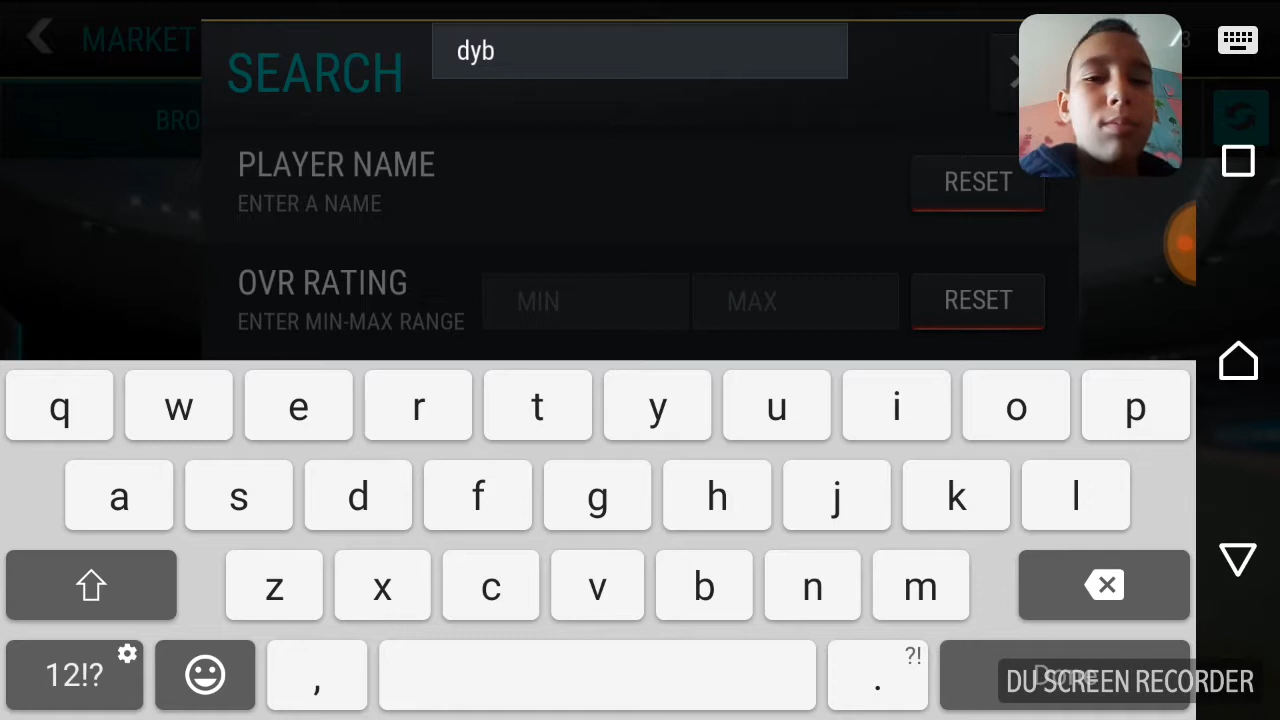 MARKET
SEARCH
dyb
BRO
PLAYER NAME
ENTER A NAME
RESET
OVR RATING
ENTER MIN-MAX RANGE
MIN
MAX
RESET
q w e r t y u i o p
a s d f g h j k l
z x c v b n m
12!?
,
.
?!
Done
DU SCREEN RECORDER